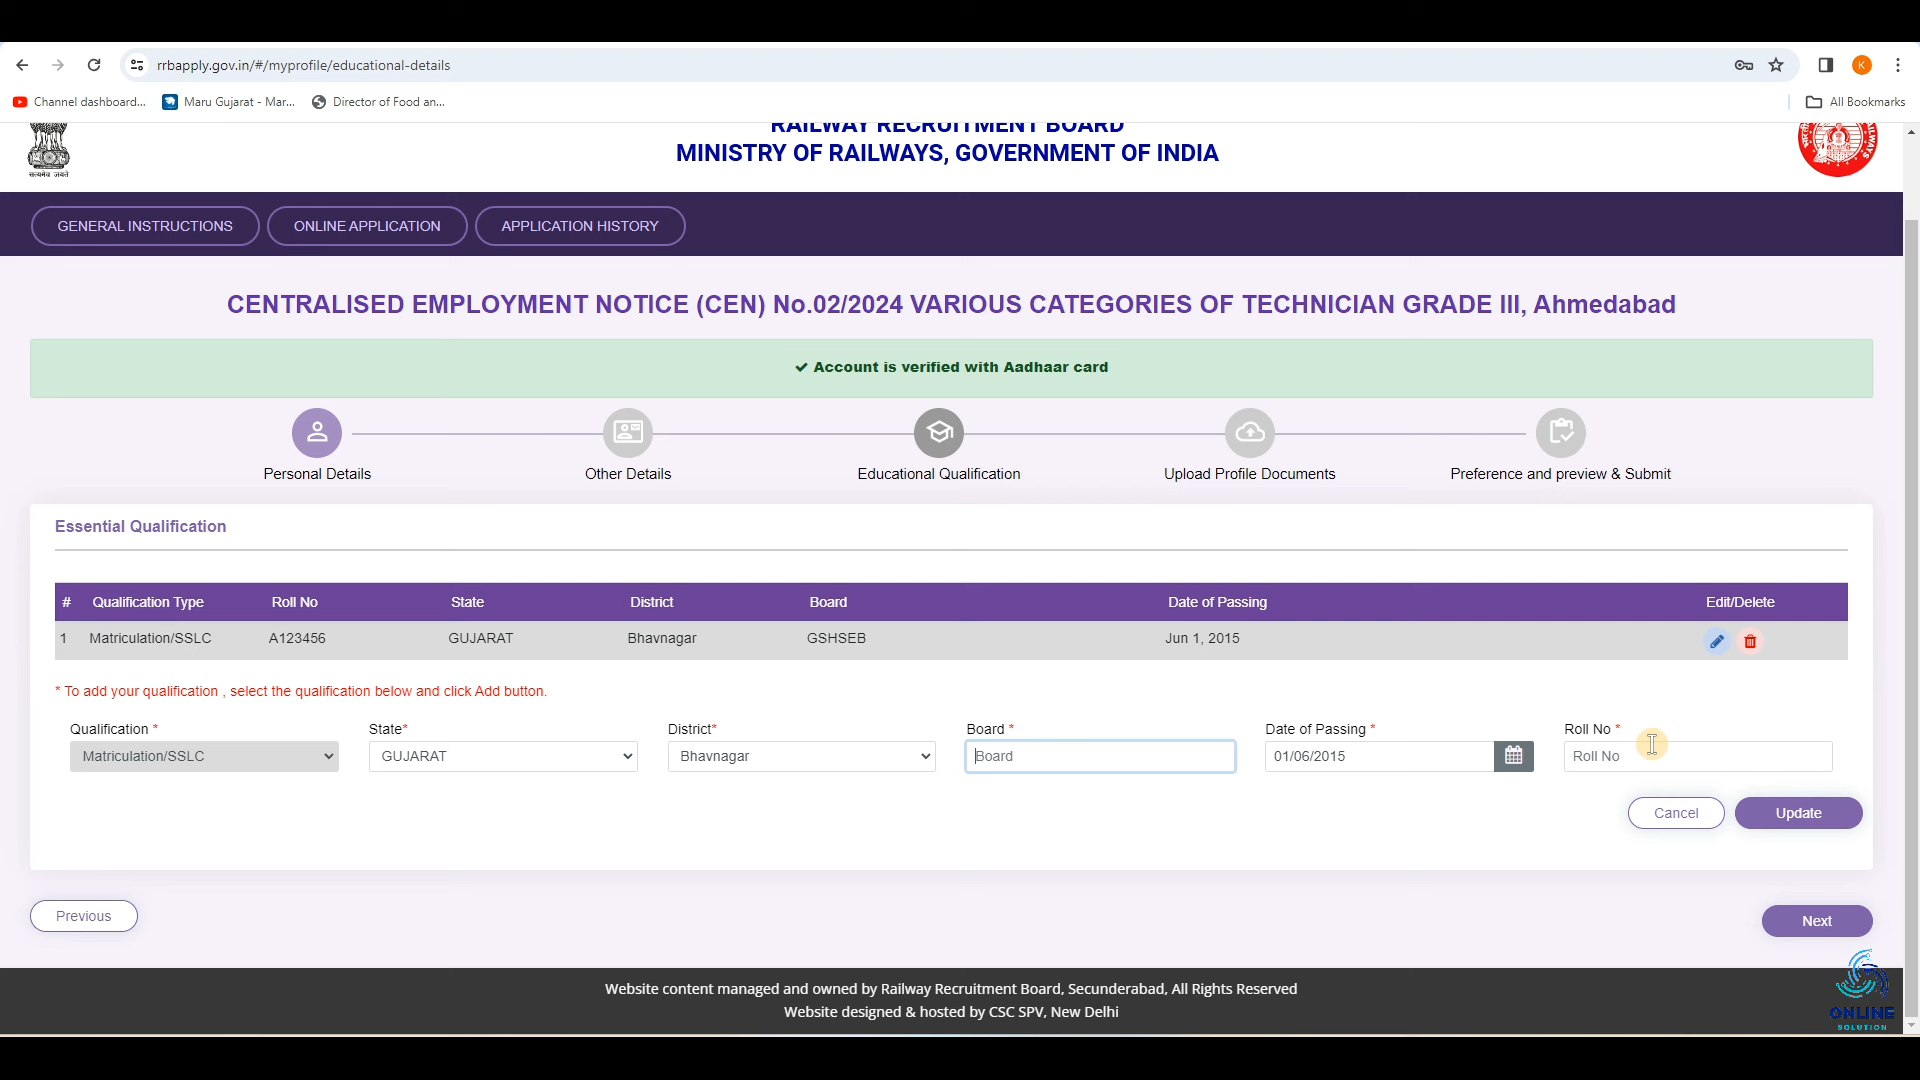 rrbapply.gov.in/#/myprofile/educational-details
K
Channel dashboard...
Maru Gujarat - Mar...
Director of Food an...
All Bookmarks
RAILWAY RECRUITMENT BOARD
MINISTRY OF RAILWAYS, GOVERNMENT OF INDIA
सत्यमेव जयते
GENERAL INSTRUCTIONS
ONLINE APPLICATION
APPLICATION HISTORY
CENTRALISED EMPLOYMENT NOTICE (CEN) No.02/2024 VARIOUS CATEGORIES OF TECHNICIAN GRADE III, Ahmedabad
Account is verified with Aadhaar card
Personal Details
Other Details
Educational Qualification
Upload Profile Documents
Preference and preview & Submit
Essential Qualification
# Qualification Type Roll No State District Board Date of Passing Edit/Delete
1 Matriculation/SSLC A123456 GUJARAT Bhavnagar GSHSEB Jun 1, 2015
* To add your qualification , select the qualification below and click Add button.
Qualification * State* District* Board * Date of Passing * Roll No *
Matriculation/SSLC GUJARAT Bhavnagar Board 01/06/2015 Roll No
Cancel
Update
Previous
Next
Website content managed and owned by Railway Recruitment Board, Secunderabad, All Rights Reserved
Website designed & hosted by CSC SPV, New Delhi
ONLINE
SOLUTION